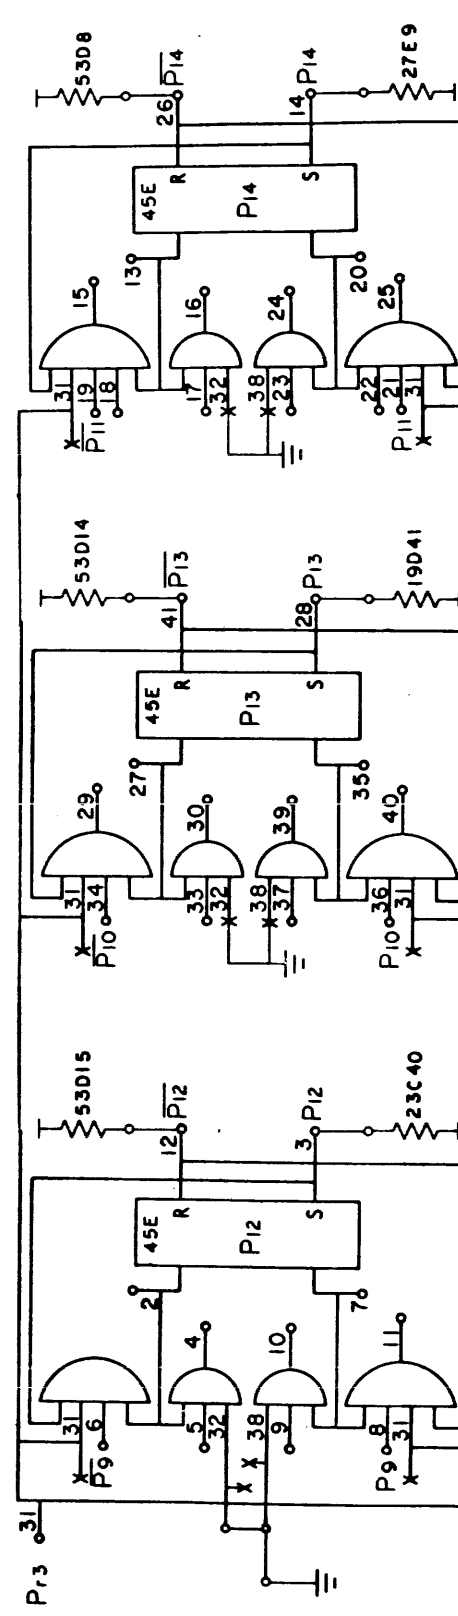 53D8
P̅14
26
P14
14
27E9
45E
R
S
P14
13
20
15
16
24
25
31
19
18
17
32
38
23
22
21
31
P̅11
P11
53D14
P̅13
41
P13
28
19D41
45E
R
S
P13
27
35
29
30
39
40
31
34
33
32
38
37
36
31
P̅10
P10
53D15
P̅12
12
P12
3
23C40
45E
R
S
P12
2
7
4
10
11
31
6
5
32
38
9
8
31
P̅9
P9
31
Pr3